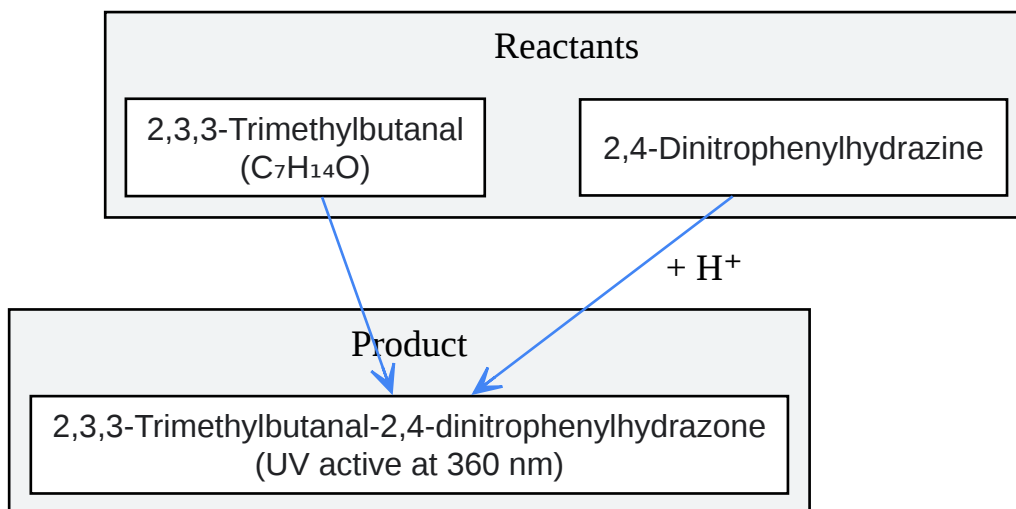 Reactants
2,3,3-Trimethylbutanal
(C₇H₁₄O)
2,4-Dinitrophenylhydrazine
+ H⁺
Product
2,3,3-Trimethylbutanal-2,4-dinitrophenylhydrazone
(UV active at 360 nm)